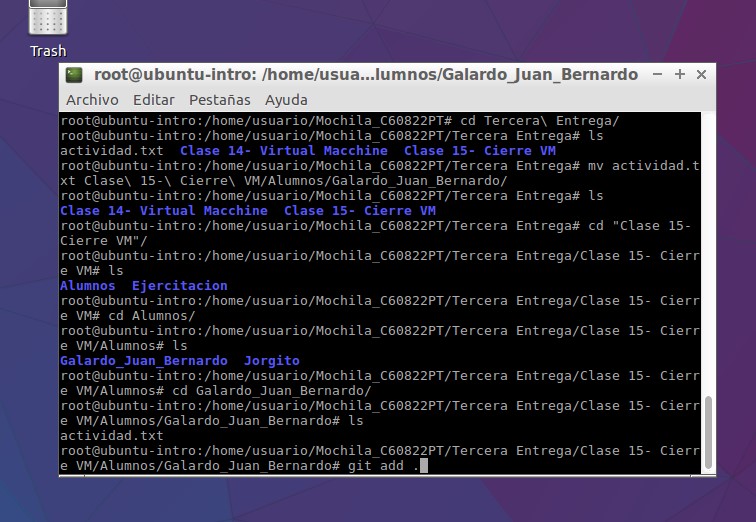 Trash
root@ubuntu-intro: /home/usua...lumnos/Galardo_Juan_Bernardo
Archivo Editar Pestañas Ayuda
root@ubuntu-intro:/home/usuario/Mochila_C60822PT# cd Tercera\ Entrega/
root@ubuntu-intro:/home/usuario/Mochila_C60822PT/Tercera Entrega# ls
actividad.txt  Clase 14- Virtual Macchine  Clase 15- Cierre VM
root@ubuntu-intro:/home/usuario/Mochila_C60822PT/Tercera Entrega# mv actividad.t
xt Clase\ 15-\ Cierre\ VM/Alumnos/Galardo_Juan_Bernardo/
root@ubuntu-intro:/home/usuario/Mochila_C60822PT/Tercera Entrega# ls
Clase 14- Virtual Macchine  Clase 15- Cierre VM
root@ubuntu-intro:/home/usuario/Mochila_C60822PT/Tercera Entrega# cd "Clase 15-
Cierre VM"/
root@ubuntu-intro:/home/usuario/Mochila_C60822PT/Tercera Entrega/Clase 15- Cierr
e VM# ls
Alumnos  Ejercitacion
root@ubuntu-intro:/home/usuario/Mochila_C60822PT/Tercera Entrega/Clase 15- Cierr
e VM# cd Alumnos/
root@ubuntu-intro:/home/usuario/Mochila_C60822PT/Tercera Entrega/Clase 15- Cierr
e VM/Alumnos# ls
Galardo_Juan_Bernardo  Jorgito
root@ubuntu-intro:/home/usuario/Mochila_C60822PT/Tercera Entrega/Clase 15- Cierr
e VM/Alumnos# cd Galardo_Juan_Bernardo/
root@ubuntu-intro:/home/usuario/Mochila_C60822PT/Tercera Entrega/Clase 15- Cierr
e VM/Alumnos/Galardo_Juan_Bernardo# ls
actividad.txt
root@ubuntu-intro:/home/usuario/Mochila_C60822PT/Tercera Entrega/Clase 15- Cierr
e VM/Alumnos/Galardo_Juan_Bernardo# git add .